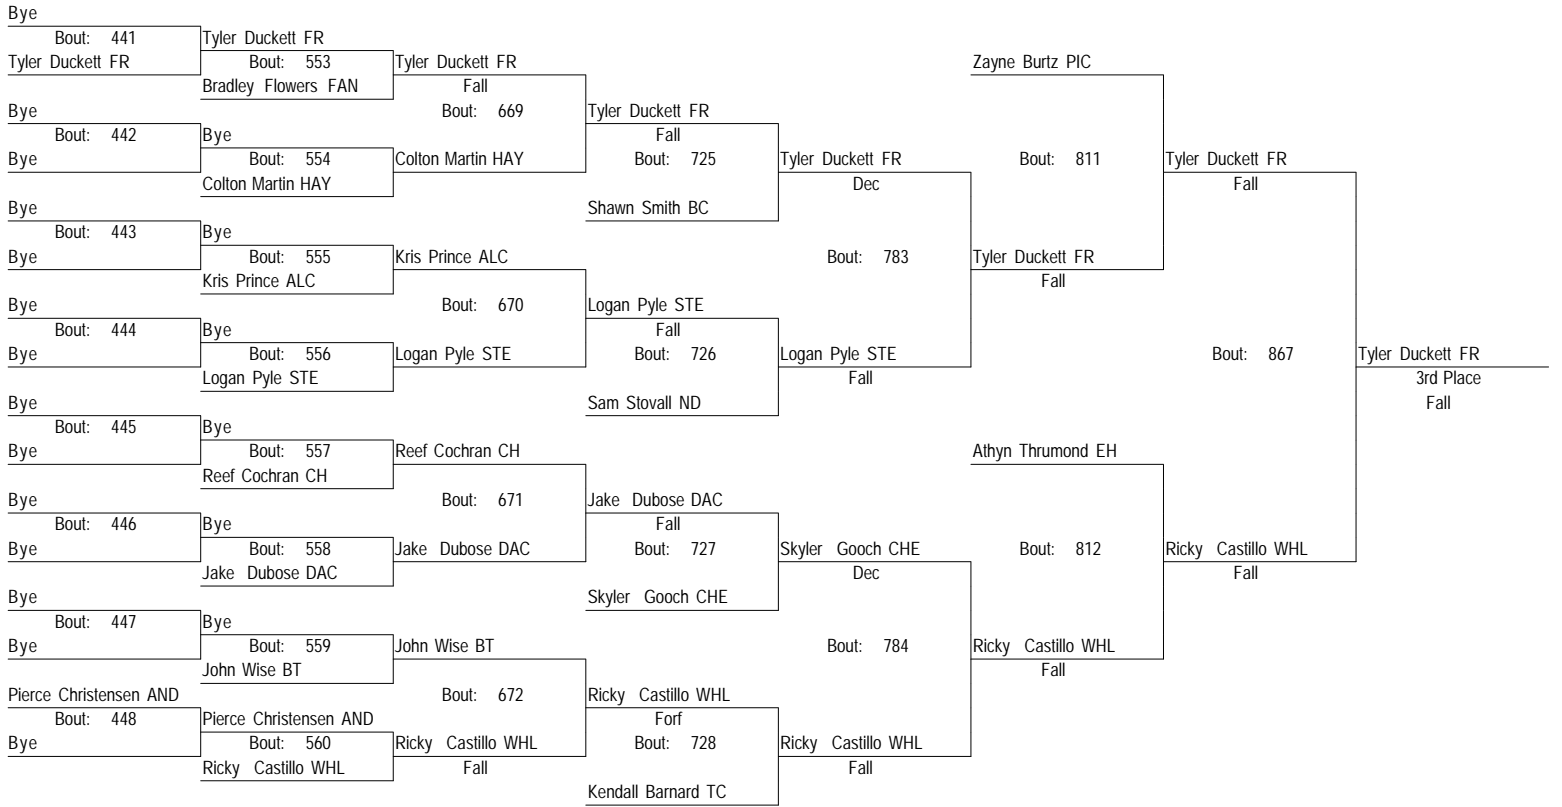 Bye
Bout: 441 Tyler Duckett FR
Tyler Duckett FR Bout: 553 Tyler Duckett FR Zayne Burtz PIC
Bradley Flowers FAN Fall
Bye Bout: 669 Tyler Duckett FR
Bout: 442 Bye Fall
Bye Bout: 554 Colton Martin HAY Bout: 725 Tyler Duckett FR Bout: 811 Tyler Duckett FR
Colton Martin HAY Dec Fall
Bye Shawn Smith BC
Bout: 443 Bye
Bye Bout: 555 Kris Prince ALC Bout: 783 Tyler Duckett FR
Kris Prince ALC Fall
Bye Bout: 670 Logan Pyle STE
Bout: 444 Bye Fall
Bye Bout: 556 Logan Pyle STE Bout: 726 Logan Pyle STE Bout: 867 Tyler Duckett FR
Logan Pyle STE Fall 3rd Place
Bye Sam Stovall ND Fall
Bout: 445 Bye
Bye Bout: 557 Reef Cochran CH Athyn Thrumond EH
Reef Cochran CH
Bye Bout: 671 Jake Dubose DAC
Bout: 446 Bye Fall
Bye Bout: 558 Jake Dubose DAC Bout: 727 Skyler Gooch CHE Bout: 812 Ricky Castillo WHL
Jake Dubose DAC Dec Fall
Bye Skyler Gooch CHE
Bout: 447 Bye
Bye Bout: 559 John Wise BT Bout: 784 Ricky Castillo WHL
John Wise BT Fall
Pierce Christensen AND Bout: 672 Ricky Castillo WHL
Bout: 448 Pierce Christensen AND Forf
Bye Bout: 560 Ricky Castillo WHL Bout: 728 Ricky Castillo WHL
Ricky Castillo WHL Fall Fall
Kendall Barnard TC